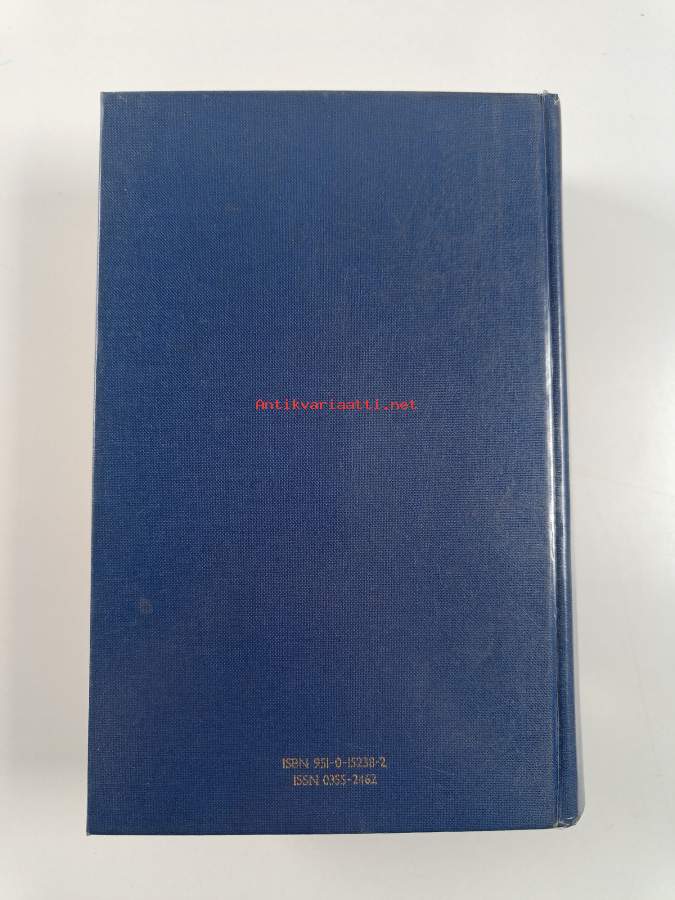 Antikvariaatti.net
ISBN 951-0-15238-2
ISSN 0355-2462